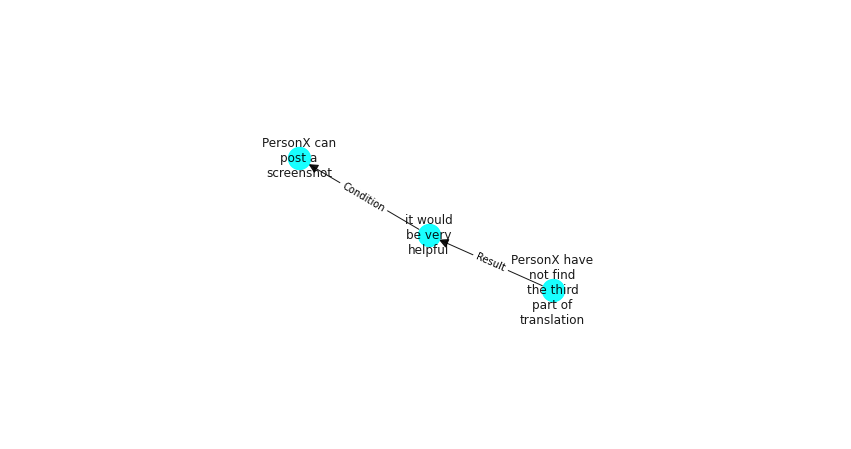 PersonX can
post a
screenshot
Condition
it would
be very
helpful
Result
PersonX have
not find
the third
part of
translation